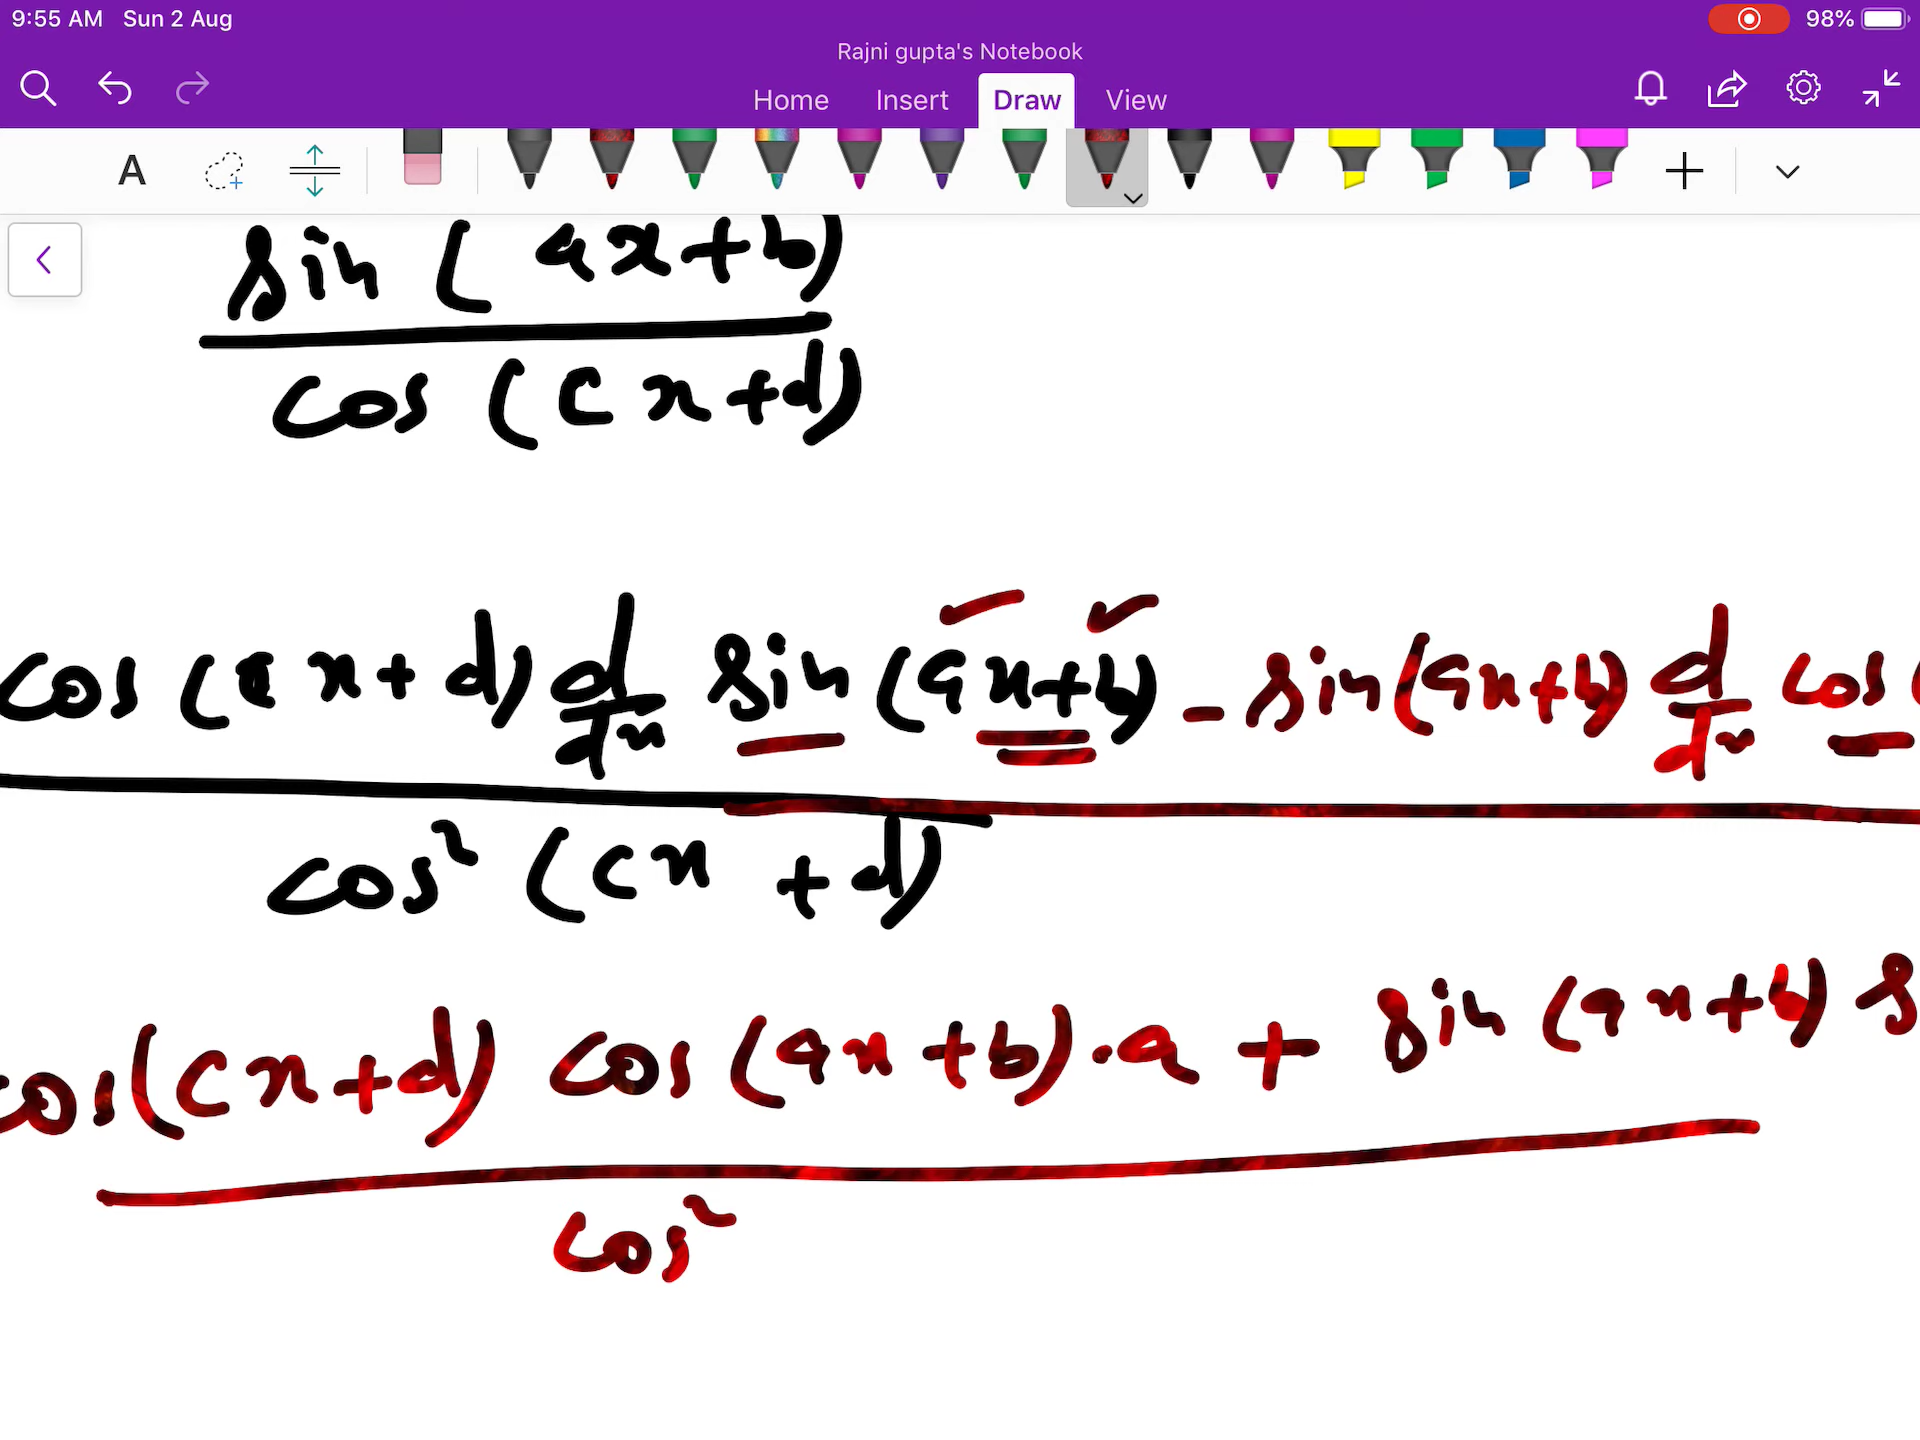 9:55 AM Sun 2 Aug
98%
Rajni gupta's Notebook
Home Insert Draw View
A
sin (ax+b)
cos (cx+d)
cos (cx+d) d/dx sin (ax+b) - sin(ax+b) d/dx cos(
cos² (cx + d)
cos(cx+d) cos (ax+b)·a + sin (ax+b) s
cos²